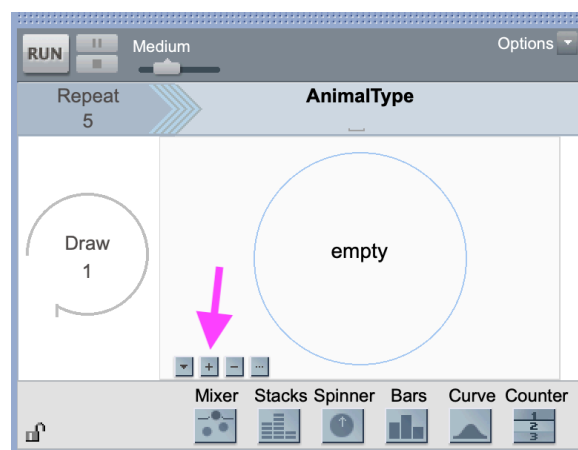 RUN
Medium
Options
Repeat
5
AnimalType
Draw
1
empty
+ − ...
Mixer Stacks Spinner Bars Curve Counter
1
2
3